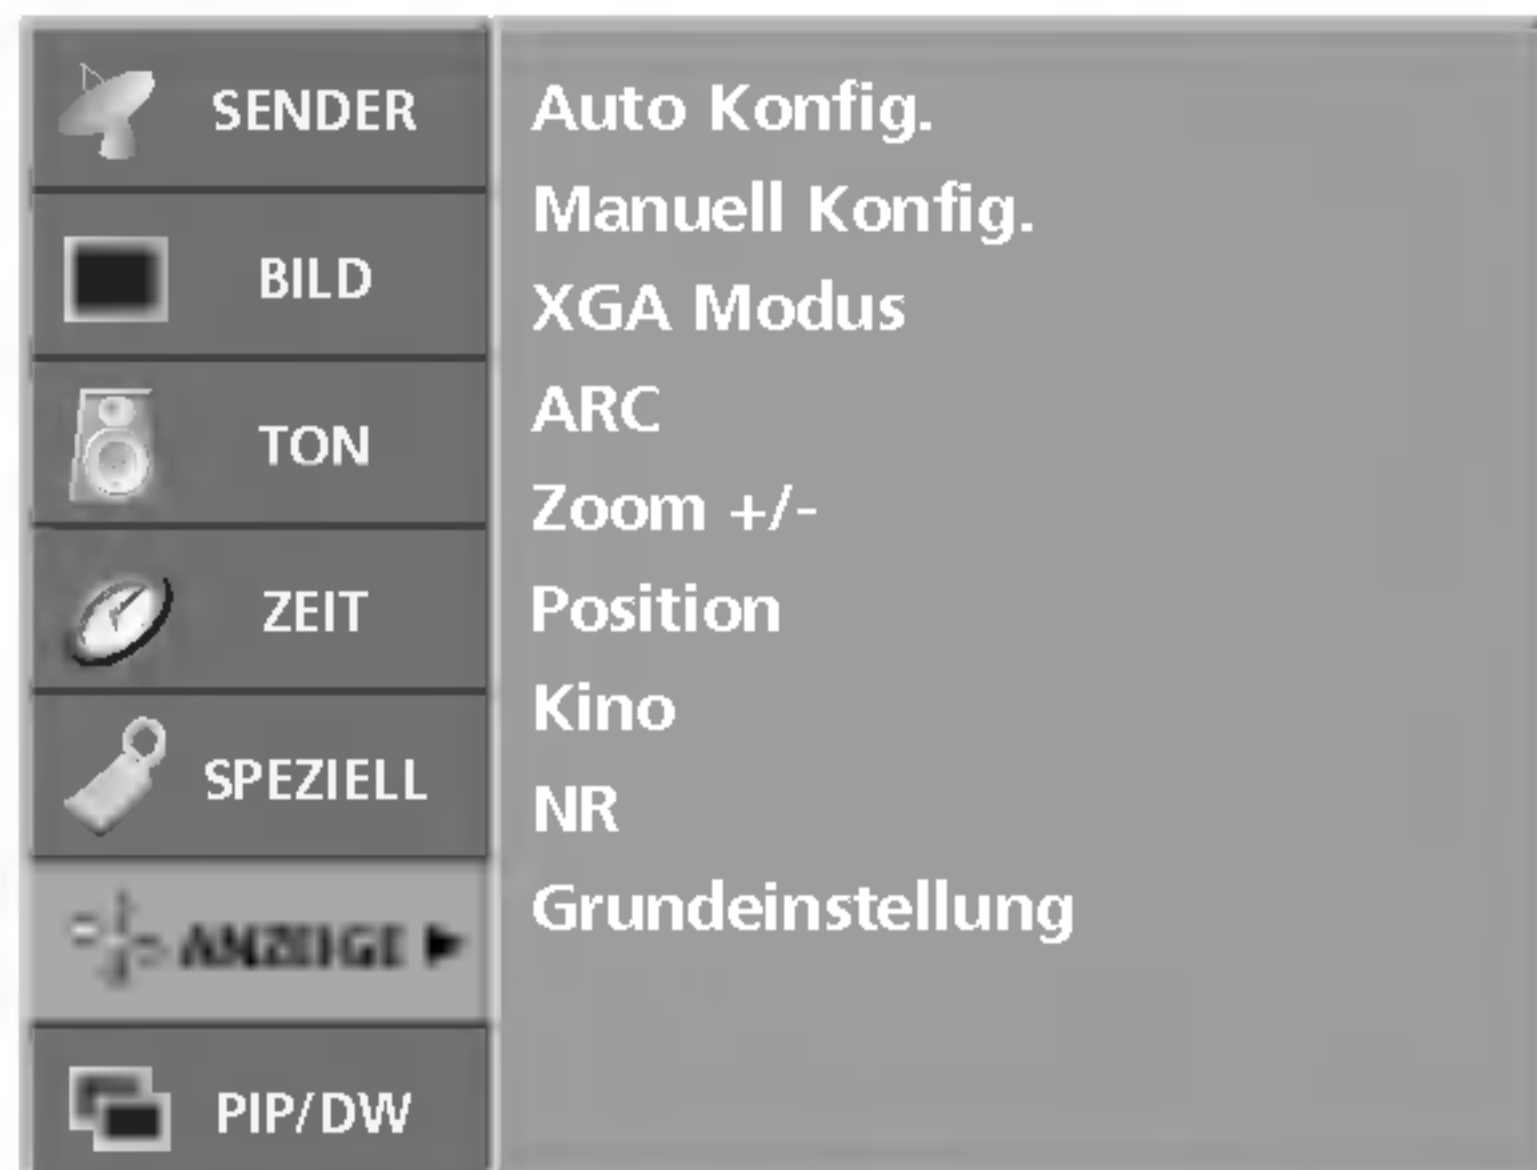 SENDER
BILD
TON
ZEIT
SPEZIELL
ANZEIGE
PIP/DW
Auto Konfig.
Manuell Konfig.
XGA Modus
ARC
Zoom +/-
Position
Kino
NR
Grundeinstellung